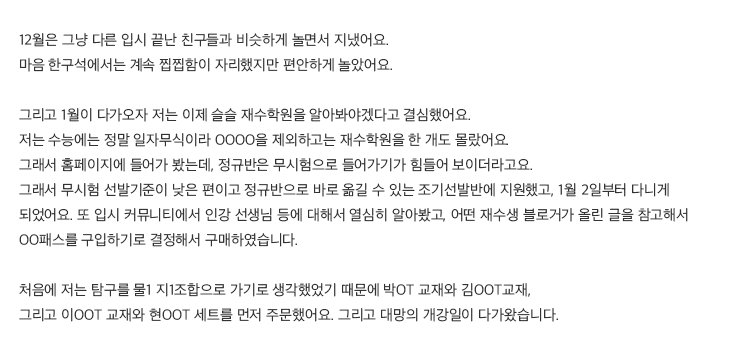 12월은 그냥 다른 입시 끝난 친구들과 비슷하게 놀면서 지냈어요.
마음 한구석에서는 계속 찝찝함이 자리했지만 편안하게 놀았어요.
그리고 1월이 다가오자 저는 이제 슬슬 재수학원을 알아봐야겠다고 결심했어요.
저는 수능에는 정말 일자무식이라 OOOO을 제외하고는 재수학원을 한 개도 몰랐어요.
그래서 홈페이지에 들어가 봤는데, 정규반은 무시험으로 들어가기가 힘들어 보이더라고요.
그래서 무시험 선발기준이 낮은 편이고 정규반으로 바로 옮길 수 있는 조기선발반에 지원했고, 1월 2일부터 다니게
되었어요. 또 입시 커뮤니티에서 인강 선생님 등에 대해서 열심히 알아봤고, 어떤 재수생 블로거가 올린 글을 참고해서
OO패스를 구입하기로 결정해서 구매하였습니다.
처음에 저는 탐구를 물1 지1조합으로 가기로 생각했었기 때문에 박OT 교재와 김OOT교재,
그리고 이OOT 교재와 현OOT 세트를 먼저 주문했어요. 그리고 대망의 개강일이 다가왔습니다.